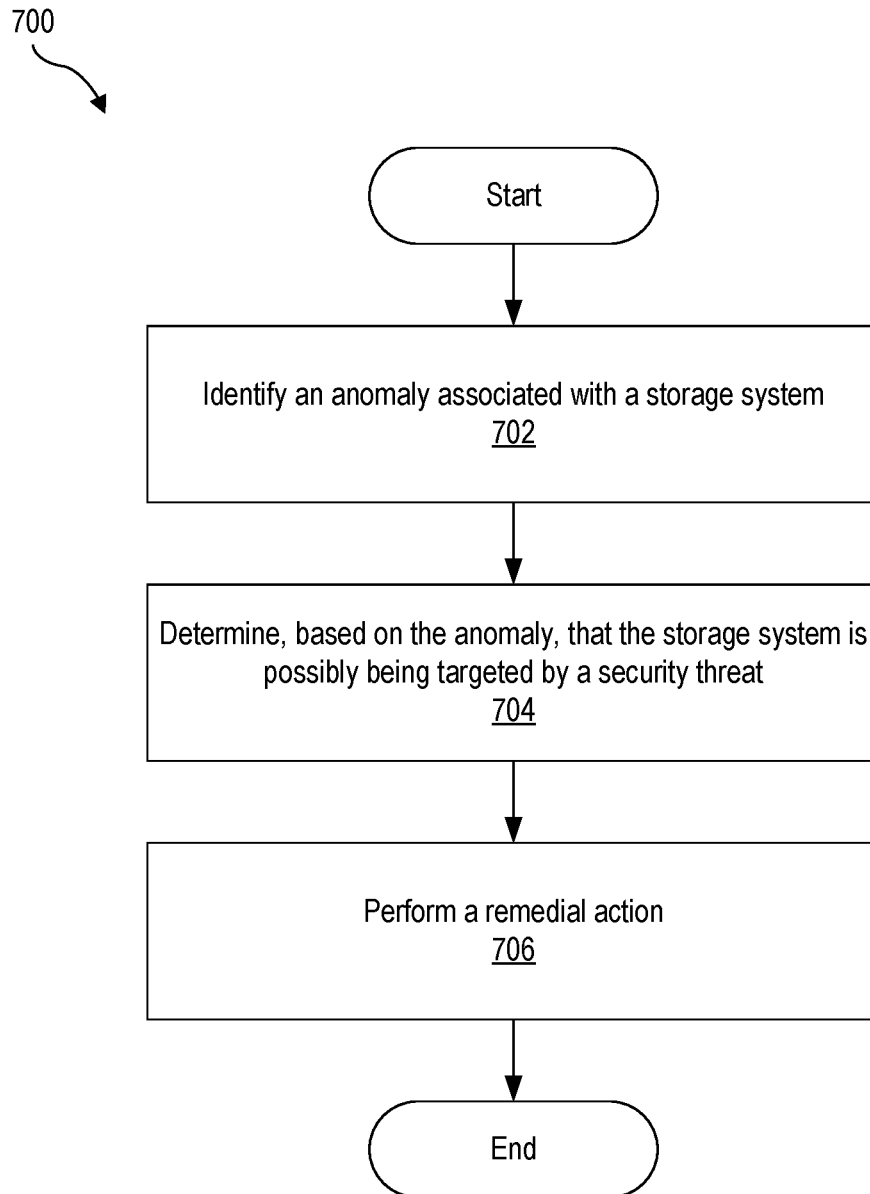 700
Start
Identify an anomaly associated with a storage system
702
Determine, based on the anomaly, that the storage system is
possibly being targeted by a security threat
704
Perform a remedial action
706
End